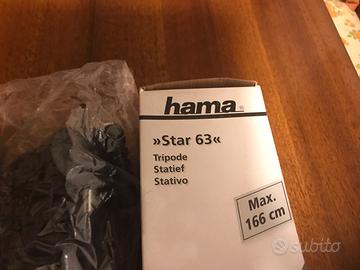 hama®
»Star 63«
Tripode
Statief
Stativo
Max.
166 cm
subito